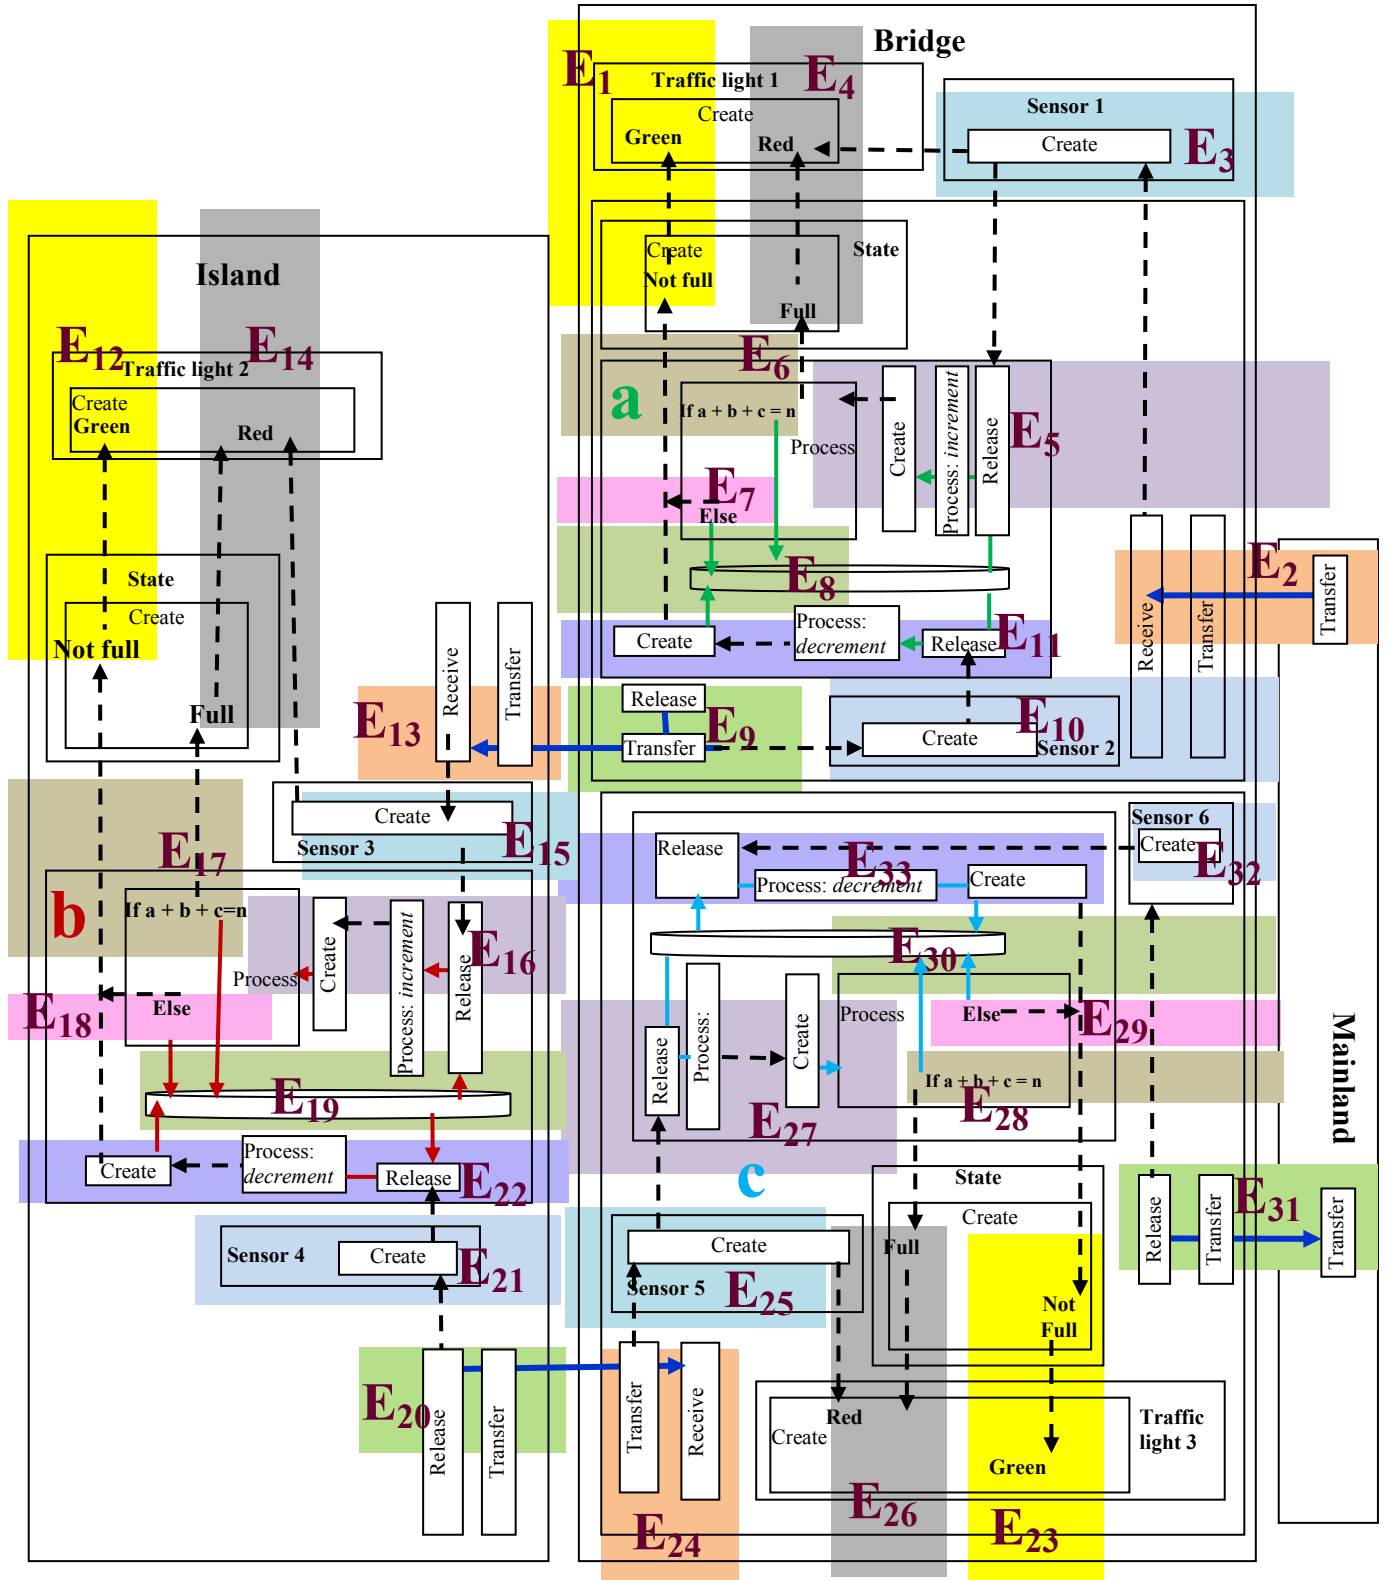 Bridge
E1
Traffic light 1
E4
Create
Green
Red
Sensor 1
Create
E3
Create
State
Not full
Full
Island
E12
E14
Traffic light 2
Create
Green
Red
E6
a
If a + b + c = n
Process
Create
Process: increment
Release
E5
E7
Else
E8
Create
Process:
decrement
Release
E11
E2
Receive
Transfer
Transfer
State
Create
Not full
Full
E13
Receive
Transfer
Release
E9
Transfer
E10
Create
Sensor 2
Create
Sensor 3
E15
E17
b
If a + b + c=n
Process
Create
Process: increment
Release
E16
E18
Else
E19
Create
Process:
decrement
Release
E22
Sensor 4
Create
E21
E20
Release
Transfer
Sensor 6
Create
E32
Release
E33
Process: decrement
Create
E30
Process
Else
E29
Release
Process:
Create
If a + b + c = n
E28
E27
c
Mainland
State
Create
Full
Not
Full
Release
Transfer
E31
Transfer
Create
Sensor 5
E25
Transfer
Receive
E24
Red
Create
Traffic
light 3
Green
E26
E23